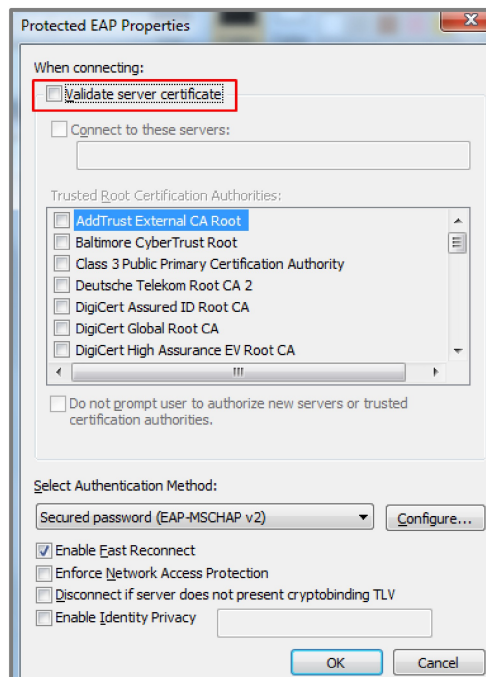 Protected EAP Properties
When connecting:
Validate server certificate
Connect to these servers:
Trusted Root Certification Authorities:
AddTrust External CA Root
Baltimore CyberTrust Root
Class 3 Public Primary Certification Authority
Deutsche Telekom Root CA 2
DigiCert Assured ID Root CA
DigiCert Global Root CA
DigiCert High Assurance EV Root CA
Do not prompt user to authorize new servers or trusted
certification authorities.
Select Authentication Method:
Secured password (EAP-MSCHAP v2) Configure...
Enable Fast Reconnect
Enforce Network Access Protection
Disconnect if server does not present cryptobinding TLV
Enable Identity Privacy
OK Cancel